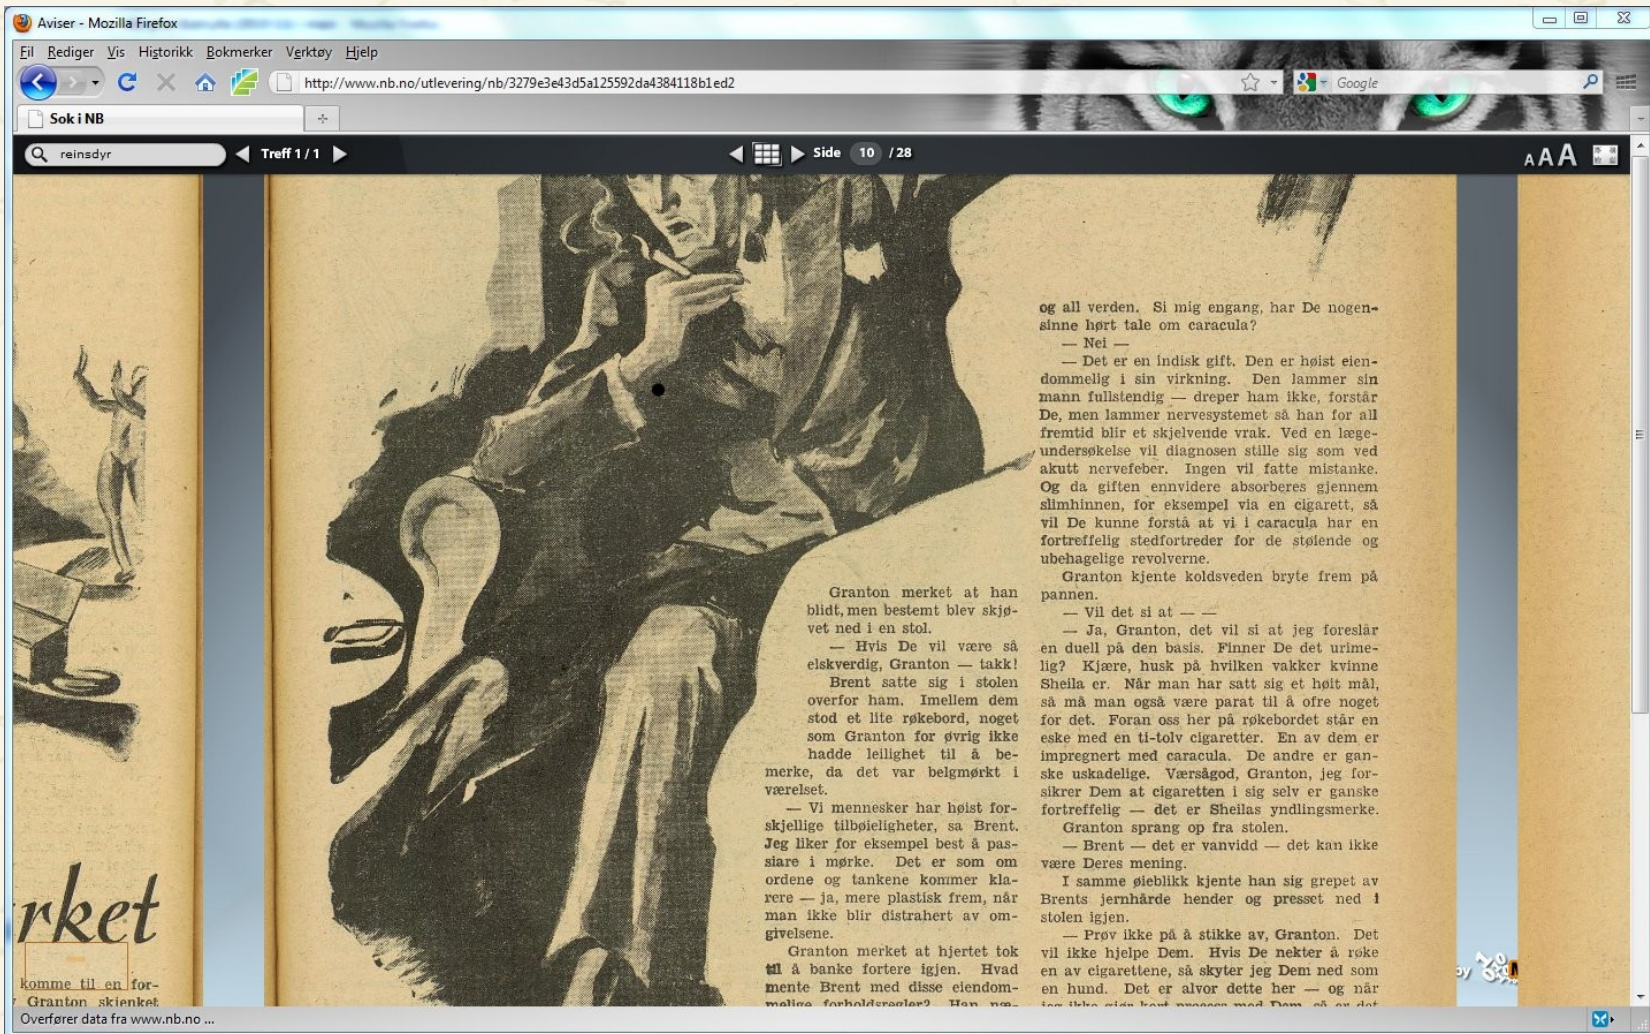 Aviser - Mozilla Firefox
Fil Rediger Vis Historikk Bokmerker Verktøy Hjelp
http://www.nb.no/utlevering/nb/3279e3e43d5a125592da4384118b1ed2
Google
Sok i NB
reinsdyr
Treff 1 / 1
Side 10 / 28
A A A
rket
komme til en for-
Granton skjenket
Granton merket at han
blidt, men bestemt blev skjø-
vet ned i en stol.
— Hvis De vil være så
elskverdig, Granton — takk!
Brent satte sig i stolen
overfor ham. Imellem dem
stod et lite røkebord, noget
som Granton for øvrig ikke
hadde leilighet til å be-
merke, da det var belgmørkt i
værelset.
— Vi mennesker har høist for-
skjellige tilbøieligheter, sa Brent.
Jeg liker for eksempel best å pas-
siare i mørke. Det er som om
ordene og tankene kommer kla-
rere — ja, mere plastisk frem, når
man ikke blir distrahert av om-
givelsene.
Granton merket at hjertet tok
til å banke fortere igjen. Hvad
mente Brent med disse eiendom-
melige forholdsregler? Han næ-
og all verden. Si mig engang, har De nogen-
sinne hørt tale om caracula?
— Nei —
— Det er en indisk gift. Den er høist eien-
dommelig i sin virkning. Den lammer sin
mann fullstendig — dreper ham ikke, forstår
De, men lammer nervesystemet så han for all
fremtid blir et skjelvende vrak. Ved en læge-
undersøkelse vil diagnosen stille sig som ved
akutt nervefeber. Ingen vil fatte mistanke.
Og da giften ennvidere absorberes gjennem
slimhinnen, for eksempel via en cigarett, så
vil De kunne forstå at vi i caracula har en
fortreffelig stedfortreder for de støiende og
ubehagelige revolverne.
Granton kjente koldsveden bryte frem på
pannen.
— Vil det si at — —
— Ja, Granton, det vil si at jeg foreslår
en duell på den basis. Finner De det urime-
lig? Kjære, husk på hvilken vakker kvinne
Sheila er. Når man har satt sig et høit mål,
så må man også være parat til å ofre noget
for det. Foran oss her på røkebordet står en
eske med en ti-tolv cigaretter. En av dem er
impregnert med caracula. De andre er gan-
ske uskadelige. Værsågod, Granton, jeg for-
sikrer Dem at cigaretten i sig selv er ganske
fortreffelig — det er Sheilas yndlingsmerke.
Granton sprang op fra stolen.
— Brent — det er vanvidd — det kan ikke
være Deres mening.
I samme øieblikk kjente han sig grepet av
Brents jernhårde hender og presset ned i
stolen igjen.
— Prøv ikke på å stikke av, Granton. Det
vil ikke hjelpe Dem. Hvis De nekter å røke
en av cigarettene, så skyter jeg Dem ned som
en hund. Det er alvor dette her — og når
jeg ikke gjør kort prosess med Dem, så er det
by
Overfører data fra www.nb.no ...